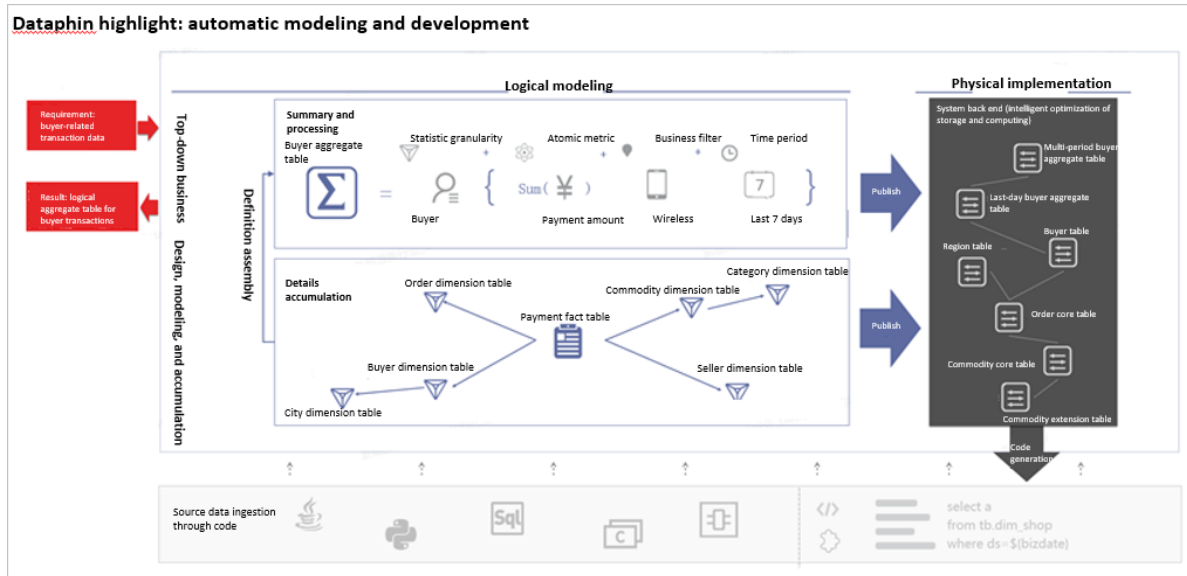 Dataphin highlight: automatic modeling and development
Logical modeling
Physical implementation
Requirement:
buyer-related
transaction data
Result: logical
aggregate table for
buyer transactions
Top-down business
Design, modeling, and accumulation
Definition assembly
Summary and
processing
Buyer aggregate
table
Statistic granularity
Atomic metric
Business filter
Time period
+
+
+
Σ
=
{
Sum( ¥ )
7
}
Buyer
Payment amount
Wireless
Last 7 days
Details
accumulation
Order dimension table
Payment fact table
Commodity dimension table
Category dimension table
Buyer dimension table
City dimension table
Seller dimension table
Publish
Publish
System back end (intelligent optimization of
storage and computing)
Multi-period buyer
aggregate table
Last-day buyer aggregate
table
Buyer table
Region table
Order core table
Commodity core table
Commodity extension table
Code
generation
Source data ingestion
through code
Sql
C
</>
select a
from tb.dim_shop
where ds=$(bizdate)